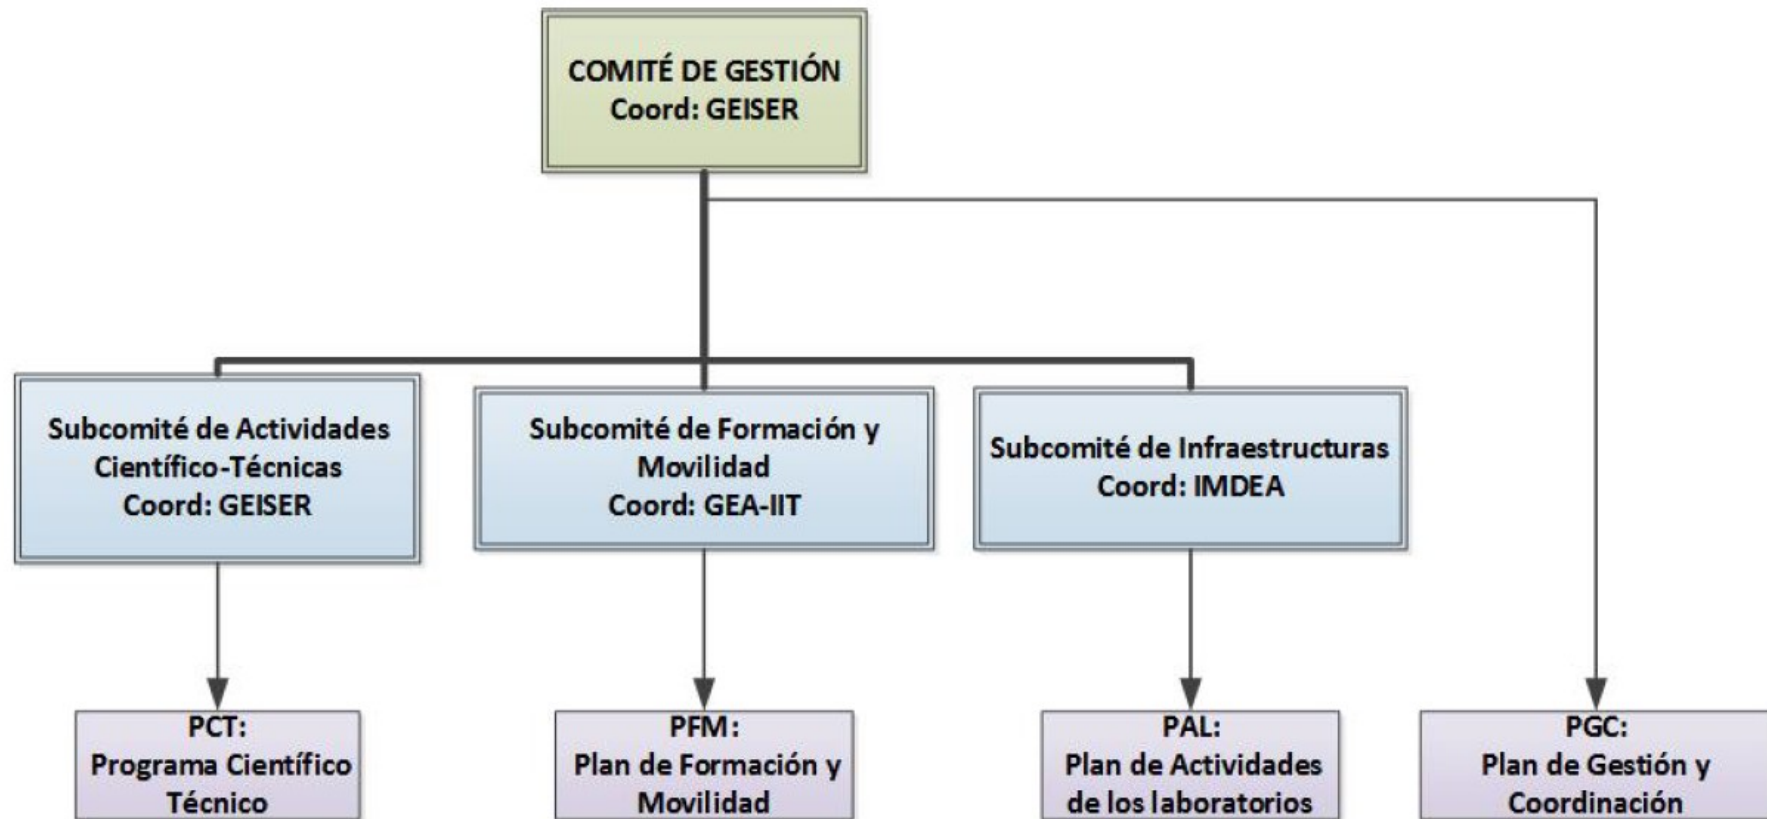 COMITÉ DE GESTIÓN
Coord: GEISER
Subcomité de Actividades
Científico-Técnicas
Coord: GEISER
Subcomité de Formación y
Movilidad
Coord: GEA-IIT
Subcomité de Infraestructuras
Coord: IMDEA
PCT:
Programa Científico
Técnico
PFM:
Plan de Formación y
Movilidad
PAL:
Plan de Actividades
de los laboratorios
PGC:
Plan de Gestión y
Coordinación